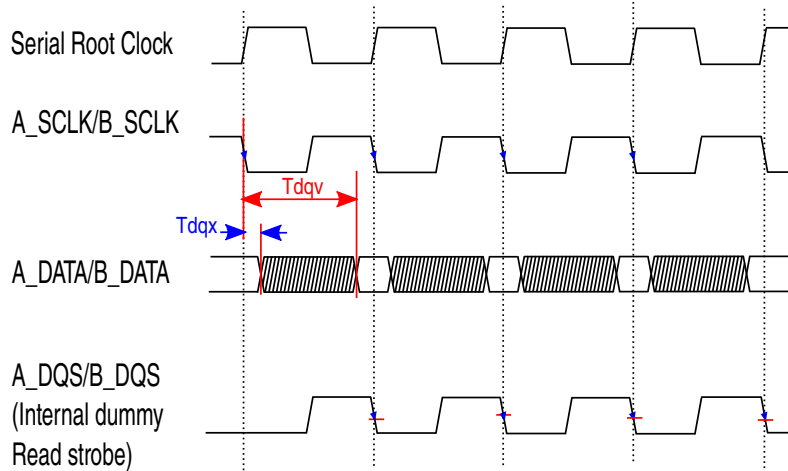 Serial Root Clock
A_SCLK/B_SCLK
Tdqv
Tdqx
A_DATA/B_DATA
A_DQS/B_DQS
(Internal dummy
Read strobe)